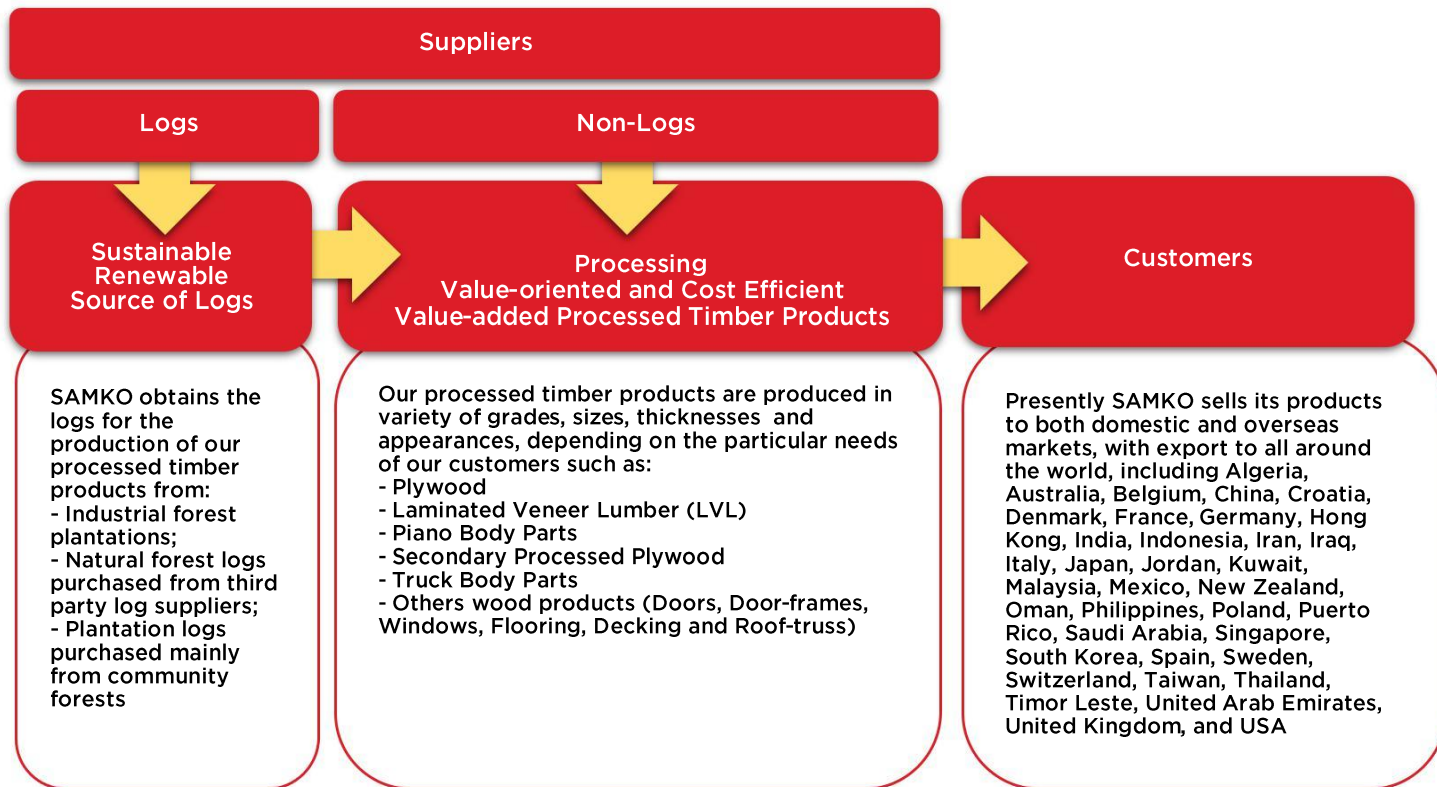 Suppliers
Logs
Non-Logs
Sustainable
Renewable
Source of Logs
Processing
Value-oriented and Cost Efficient
Value-added Processed Timber Products
Customers
SAMKO obtains the
logs for the
production of our
processed timber
products from:
- Industrial forest
plantations;
- Natural forest logs
purchased from third
party log suppliers;
- Plantation logs
purchased mainly
from community
forests
Our processed timber products are produced in
variety of grades, sizes, thicknesses and
appearances, depending on the particular needs
of our customers such as:
- Plywood
- Laminated Veneer Lumber (LVL)
- Piano Body Parts
- Secondary Processed Plywood
- Truck Body Parts
- Others wood products (Doors, Door-frames,
Windows, Flooring, Decking and Roof-truss)
Presently SAMKO sells its products
to both domestic and overseas
markets, with export to all around
the world, including Algeria,
Australia, Belgium, China, Croatia,
Denmark, France, Germany, Hong
Kong, India, Indonesia, Iran, Iraq,
Italy, Japan, Jordan, Kuwait,
Malaysia, Mexico, New Zealand,
Oman, Philippines, Poland, Puerto
Rico, Saudi Arabia, Singapore,
South Korea, Spain, Sweden,
Switzerland, Taiwan, Thailand,
Timor Leste, United Arab Emirates,
United Kingdom, and USA